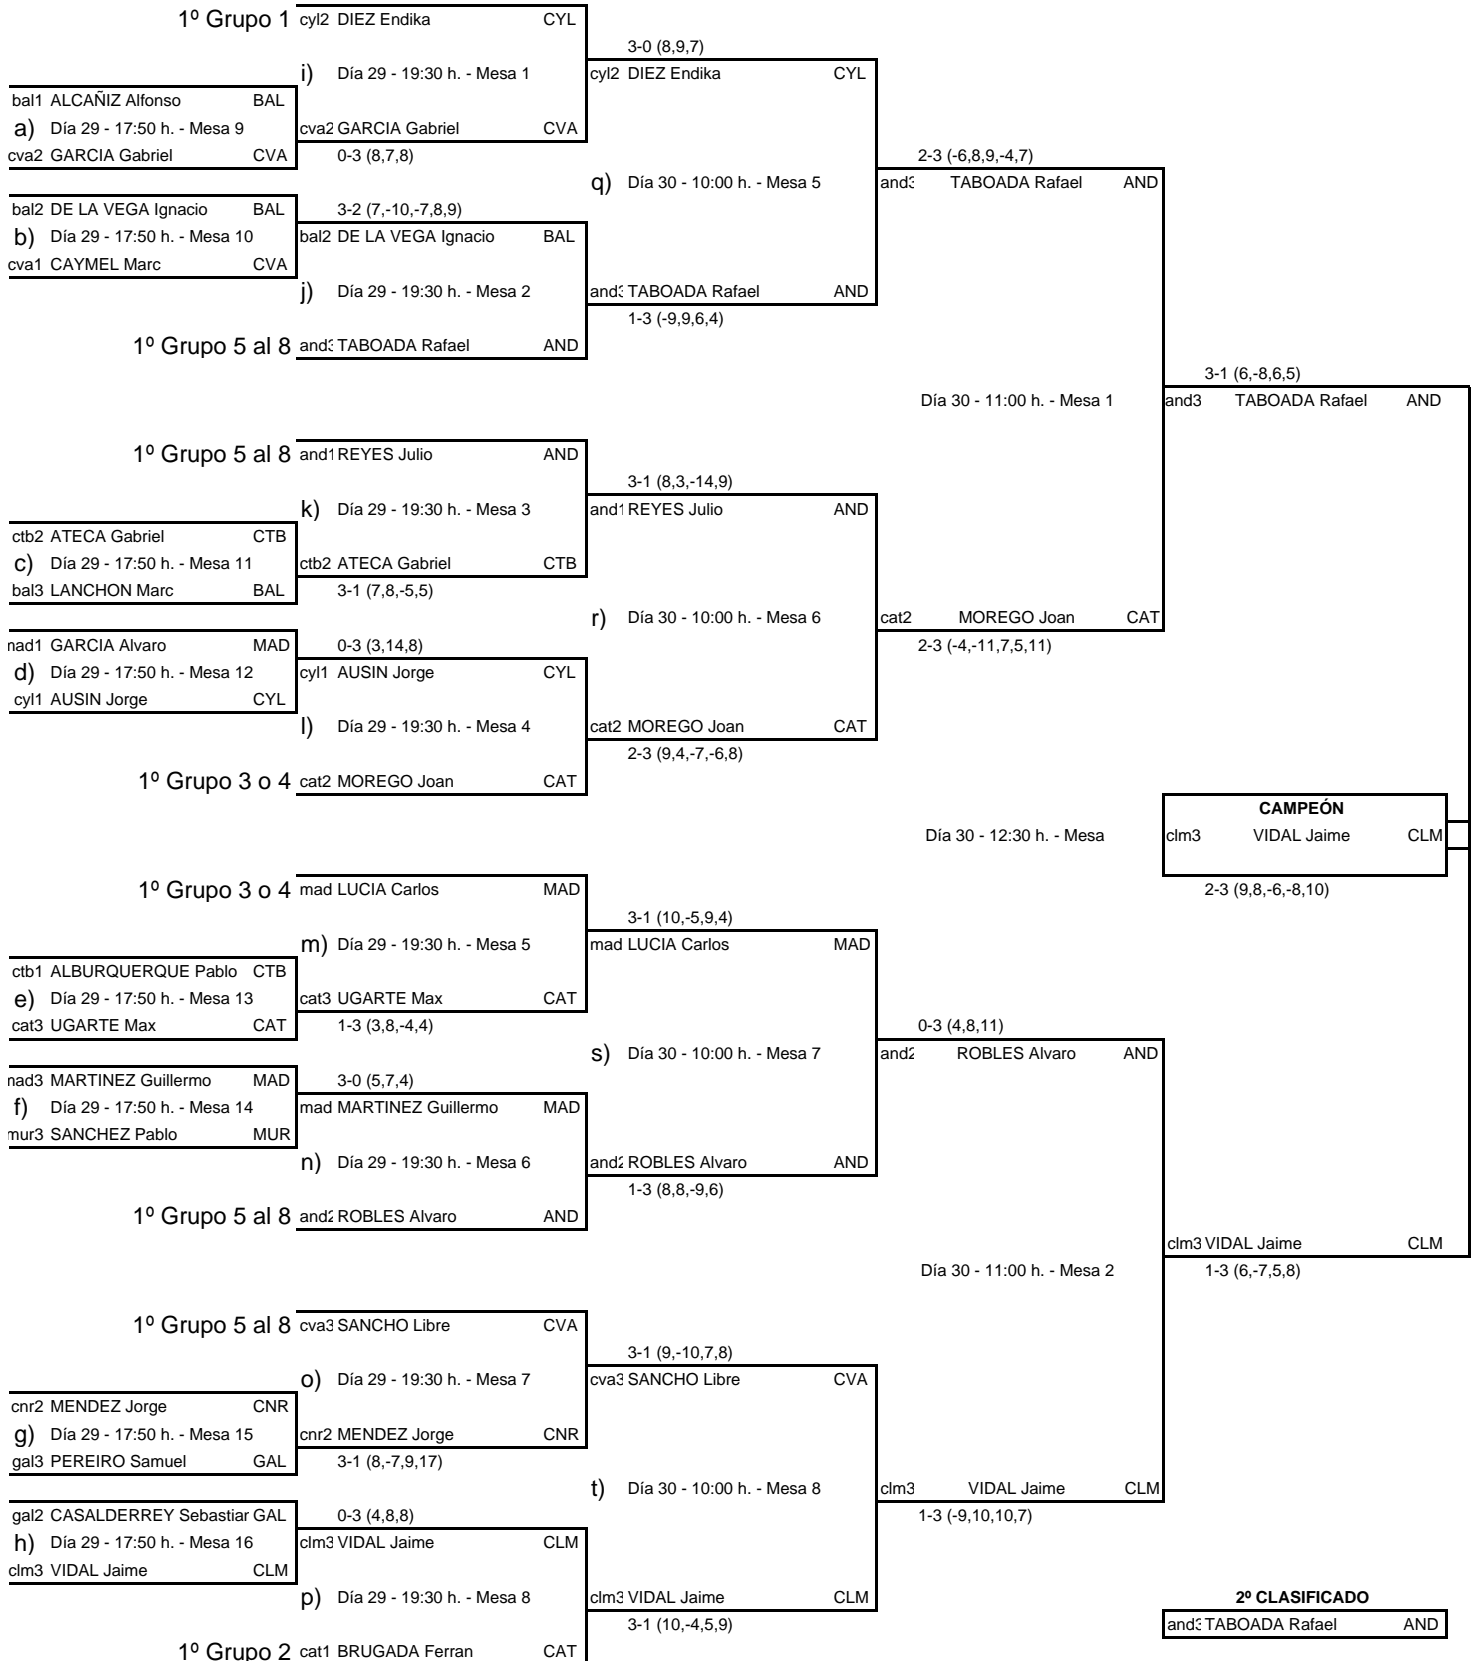 1º Grupo 1 cyl2 DIEZ Endika CYL
3-0 (8,9,7)
i) Día 29 - 19:30 h. - Mesa 1 cyl2 DIEZ Endika CYL
bal1 ALCAÑIZ Alfonso BAL
a) Día 29 - 17:50 h. - Mesa 9 cva2 GARCIA Gabriel CVA
cva2 GARCIA Gabriel CVA 0-3 (8,7,8) 2-3 (-6,8,9,-4,7)
q) Día 30 - 10:00 h. - Mesa 5 and3 TABOADA Rafael AND
bal2 DE LA VEGA Ignacio BAL 3-2 (7,-10,-7,8,9)
b) Día 29 - 17:50 h. - Mesa 10 bal2 DE LA VEGA Ignacio BAL
cva1 CAYMEL Marc CVA
j) Día 29 - 19:30 h. - Mesa 2 and3 TABOADA Rafael AND
1-3 (-9,9,6,4)
1º Grupo 5 al 8 and3 TABOADA Rafael AND
3-1 (6,-8,6,5)
Día 30 - 11:00 h. - Mesa 1 and3 TABOADA Rafael AND
1º Grupo 5 al 8 and1 REYES Julio AND
3-1 (8,3,-14,9)
k) Día 29 - 19:30 h. - Mesa 3 and1 REYES Julio AND
ctb2 ATECA Gabriel CTB
c) Día 29 - 17:50 h. - Mesa 11 ctb2 ATECA Gabriel CTB
bal3 LANCHON Marc BAL 3-1 (7,8,-5,5)
r) Día 30 - 10:00 h. - Mesa 6 cat2 MOREGO Joan CAT
nad1 GARCIA Alvaro MAD 0-3 (3,14,8) 2-3 (-4,-11,7,5,11)
d) Día 29 - 17:50 h. - Mesa 12 cyl1 AUSIN Jorge CYL
cyl1 AUSIN Jorge CYL
l) Día 29 - 19:30 h. - Mesa 4 cat2 MOREGO Joan CAT
2-3 (9,4,-7,-6,8)
1º Grupo 3 o 4 cat2 MOREGO Joan CAT
CAMPEÓN
Día 30 - 12:30 h. - Mesa clm3 VIDAL Jaime CLM
1º Grupo 3 o 4 mad LUCIA Carlos MAD 2-3 (9,8,-6,-8,10)
3-1 (10,-5,9,4)
m) Día 29 - 19:30 h. - Mesa 5 mad LUCIA Carlos MAD
ctb1 ALBURQUERQUE Pablo CTB
e) Día 29 - 17:50 h. - Mesa 13 cat3 UGARTE Max CAT
cat3 UGARTE Max CAT 1-3 (3,8,-4,4) 0-3 (4,8,11)
s) Día 30 - 10:00 h. - Mesa 7 and2 ROBLES Alvaro AND
nad3 MARTINEZ Guillermo MAD 3-0 (5,7,4)
f) Día 29 - 17:50 h. - Mesa 14 mad MARTINEZ Guillermo MAD
mur3 SANCHEZ Pablo MUR
n) Día 29 - 19:30 h. - Mesa 6 and2 ROBLES Alvaro AND
1-3 (8,8,-9,6)
1º Grupo 5 al 8 and2 ROBLES Alvaro AND
clm3 VIDAL Jaime CLM
Día 30 - 11:00 h. - Mesa 2 1-3 (6,-7,5,8)
1º Grupo 5 al 8 cva3 SANCHO Libre CVA
3-1 (9,-10,7,8)
o) Día 29 - 19:30 h. - Mesa 7 cva3 SANCHO Libre CVA
cnr2 MENDEZ Jorge CNR
g) Día 29 - 17:50 h. - Mesa 15 cnr2 MENDEZ Jorge CNR
gal3 PEREIRO Samuel GAL 3-1 (8,-7,9,17)
t) Día 30 - 10:00 h. - Mesa 8 clm3 VIDAL Jaime CLM
gal2 CASALDERREY Sebastiar GAL 0-3 (4,8,8) 1-3 (-9,10,10,7)
h) Día 29 - 17:50 h. - Mesa 16 clm3 VIDAL Jaime CLM
clm3 VIDAL Jaime CLM
p) Día 29 - 19:30 h. - Mesa 8 clm3 VIDAL Jaime CLM 2º CLASIFICADO
3-1 (10,-4,5,9) and3 TABOADA Rafael AND
1º Grupo 2 cat1 BRUGADA Ferran CAT